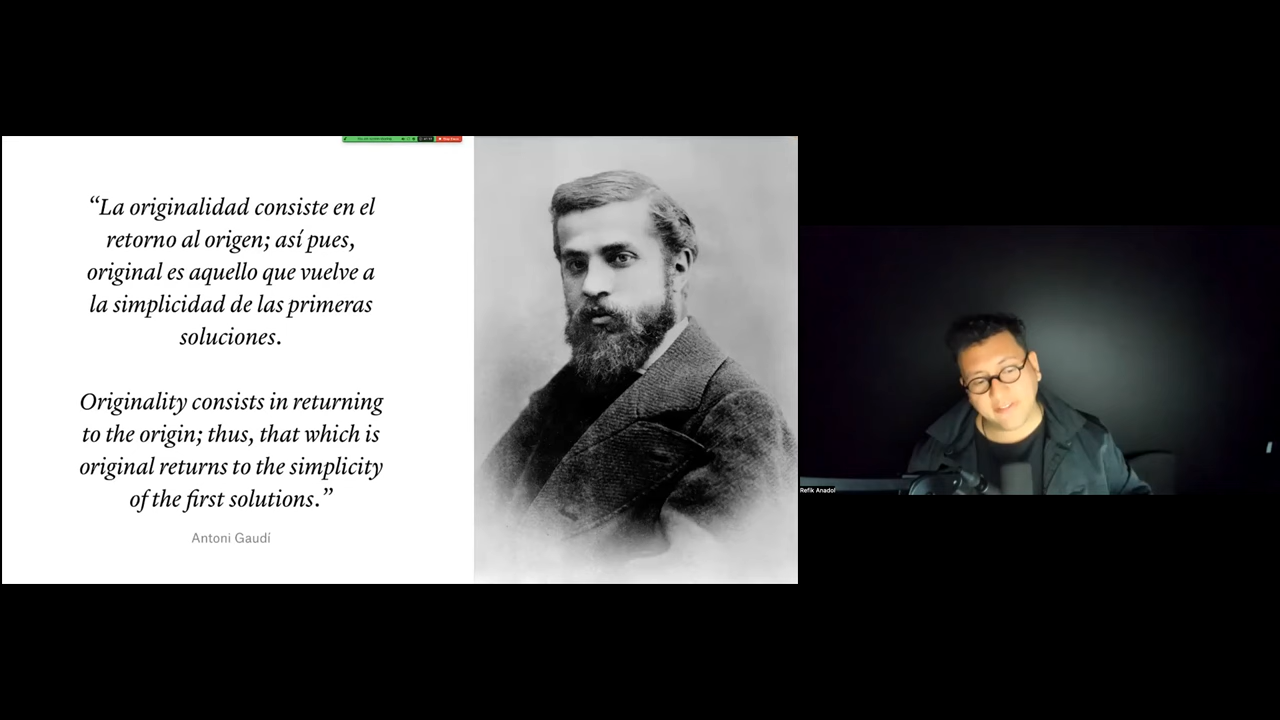 “La originalidad consiste en el
retorno al origen; así pues,
original es aquello que vuelve a
la simplicidad de las primeras
soluciones.
Originality consists in returning
to the origin; thus, that which is
original returns to the simplicity
of the first solutions.”
Antoni Gaudí
Refik Anadol